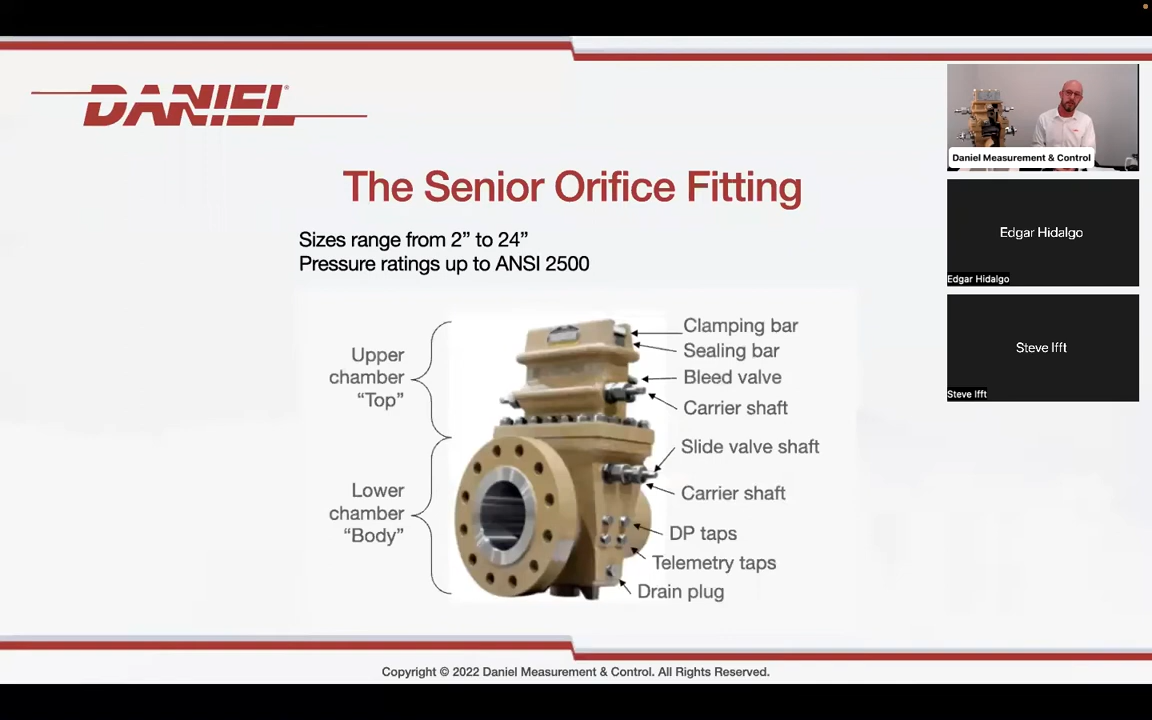 DANIEL®
The Senior Orifice Fitting
Sizes range from 2” to 24”
Pressure ratings up to ANSI 2500
Upper
chamber
“Top”
Lower
chamber
“Body”
Clamping bar
Sealing bar
Bleed valve
Carrier shaft
Slide valve shaft
Carrier shaft
DP taps
Telemetry taps
Drain plug
Copyright © 2022 Daniel Measurement & Control. All Rights Reserved.
Daniel Measurement & Control
Edgar Hidalgo
Edgar Hidalgo
Steve Ifft
Steve Ifft